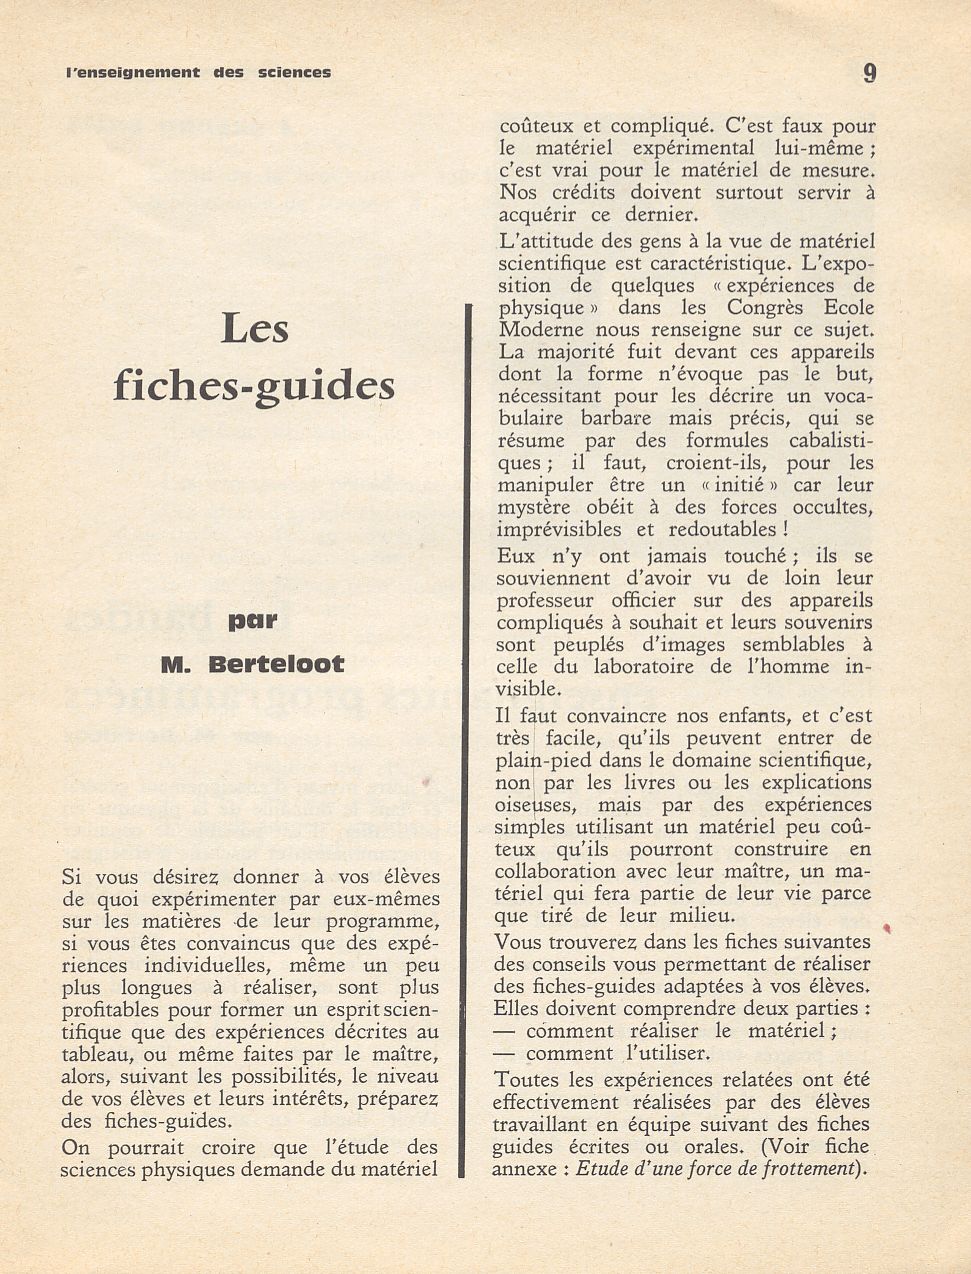 l'enseignement des sciences
9
Les
fiches-guides
par
M. Berteloot
Si vous désirez donner à vos élèves
de quoi expérimenter par eux-mêmes
sur les matières de leur programme,
si vous êtes convaincus que des expé-
riences individuelles, même un peu
plus longues à réaliser, sont plus
profitables pour former un esprit scien-
tifique que des expériences décrites au
tableau, ou même faites par le maître,
alors, suivant les possibilités, le niveau
de vos élèves et leurs intérêts, préparez
des fiches-guides.
On pourrait croire que l'étude des
sciences physiques demande du matériel
coûteux et compliqué. C'est faux pour
le matériel expérimental lui-même ;
c'est vrai pour le matériel de mesure.
Nos crédits doivent surtout servir à
acquérir ce dernier.
L'attitude des gens à la vue de matériel
scientifique est caractéristique. L'expo-
sition de quelques « expériences de
physique » dans les Congrès Ecole
Moderne nous renseigne sur ce sujet.
La majorité fuit devant ces appareils
dont la forme n'évoque pas le but,
nécessitant pour les décrire un voca-
bulaire barbare mais précis, qui se
résume par des formules cabalisti-
ques ; il faut, croient-ils, pour les
manipuler être un « initié » car leur
mystère obéit à des forces occultes,
imprévisibles et redoutables !
Eux n'y ont jamais touché ; ils se
souviennent d'avoir vu de loin leur
professeur officier sur des appareils
compliqués à souhait et leurs souvenirs
sont peuplés d'images semblables à
celle du laboratoire de l'homme in-
visible.
Il faut convaincre nos enfants, et c'est
très facile, qu'ils peuvent entrer de
plain-pied dans le domaine scientifique,
non par les livres ou les explications
oiseuses, mais par des expériences
simples utilisant un matériel peu coû-
teux qu'ils pourront construire en
collaboration avec leur maître, un ma-
tériel qui fera partie de leur vie parce
que tiré de leur milieu.
Vous trouverez dans les fiches suivantes
des conseils vous permettant de réaliser
des fiches-guides adaptées à vos élèves.
Elles doivent comprendre deux parties :
— comment réaliser le matériel ;
— comment l'utiliser.
Toutes les expériences relatées ont été
effectivement réalisées par des élèves
travaillant en équipe suivant des fiches
guides écrites ou orales. (Voir fiche
annexe : Etude d'une force de frottement).